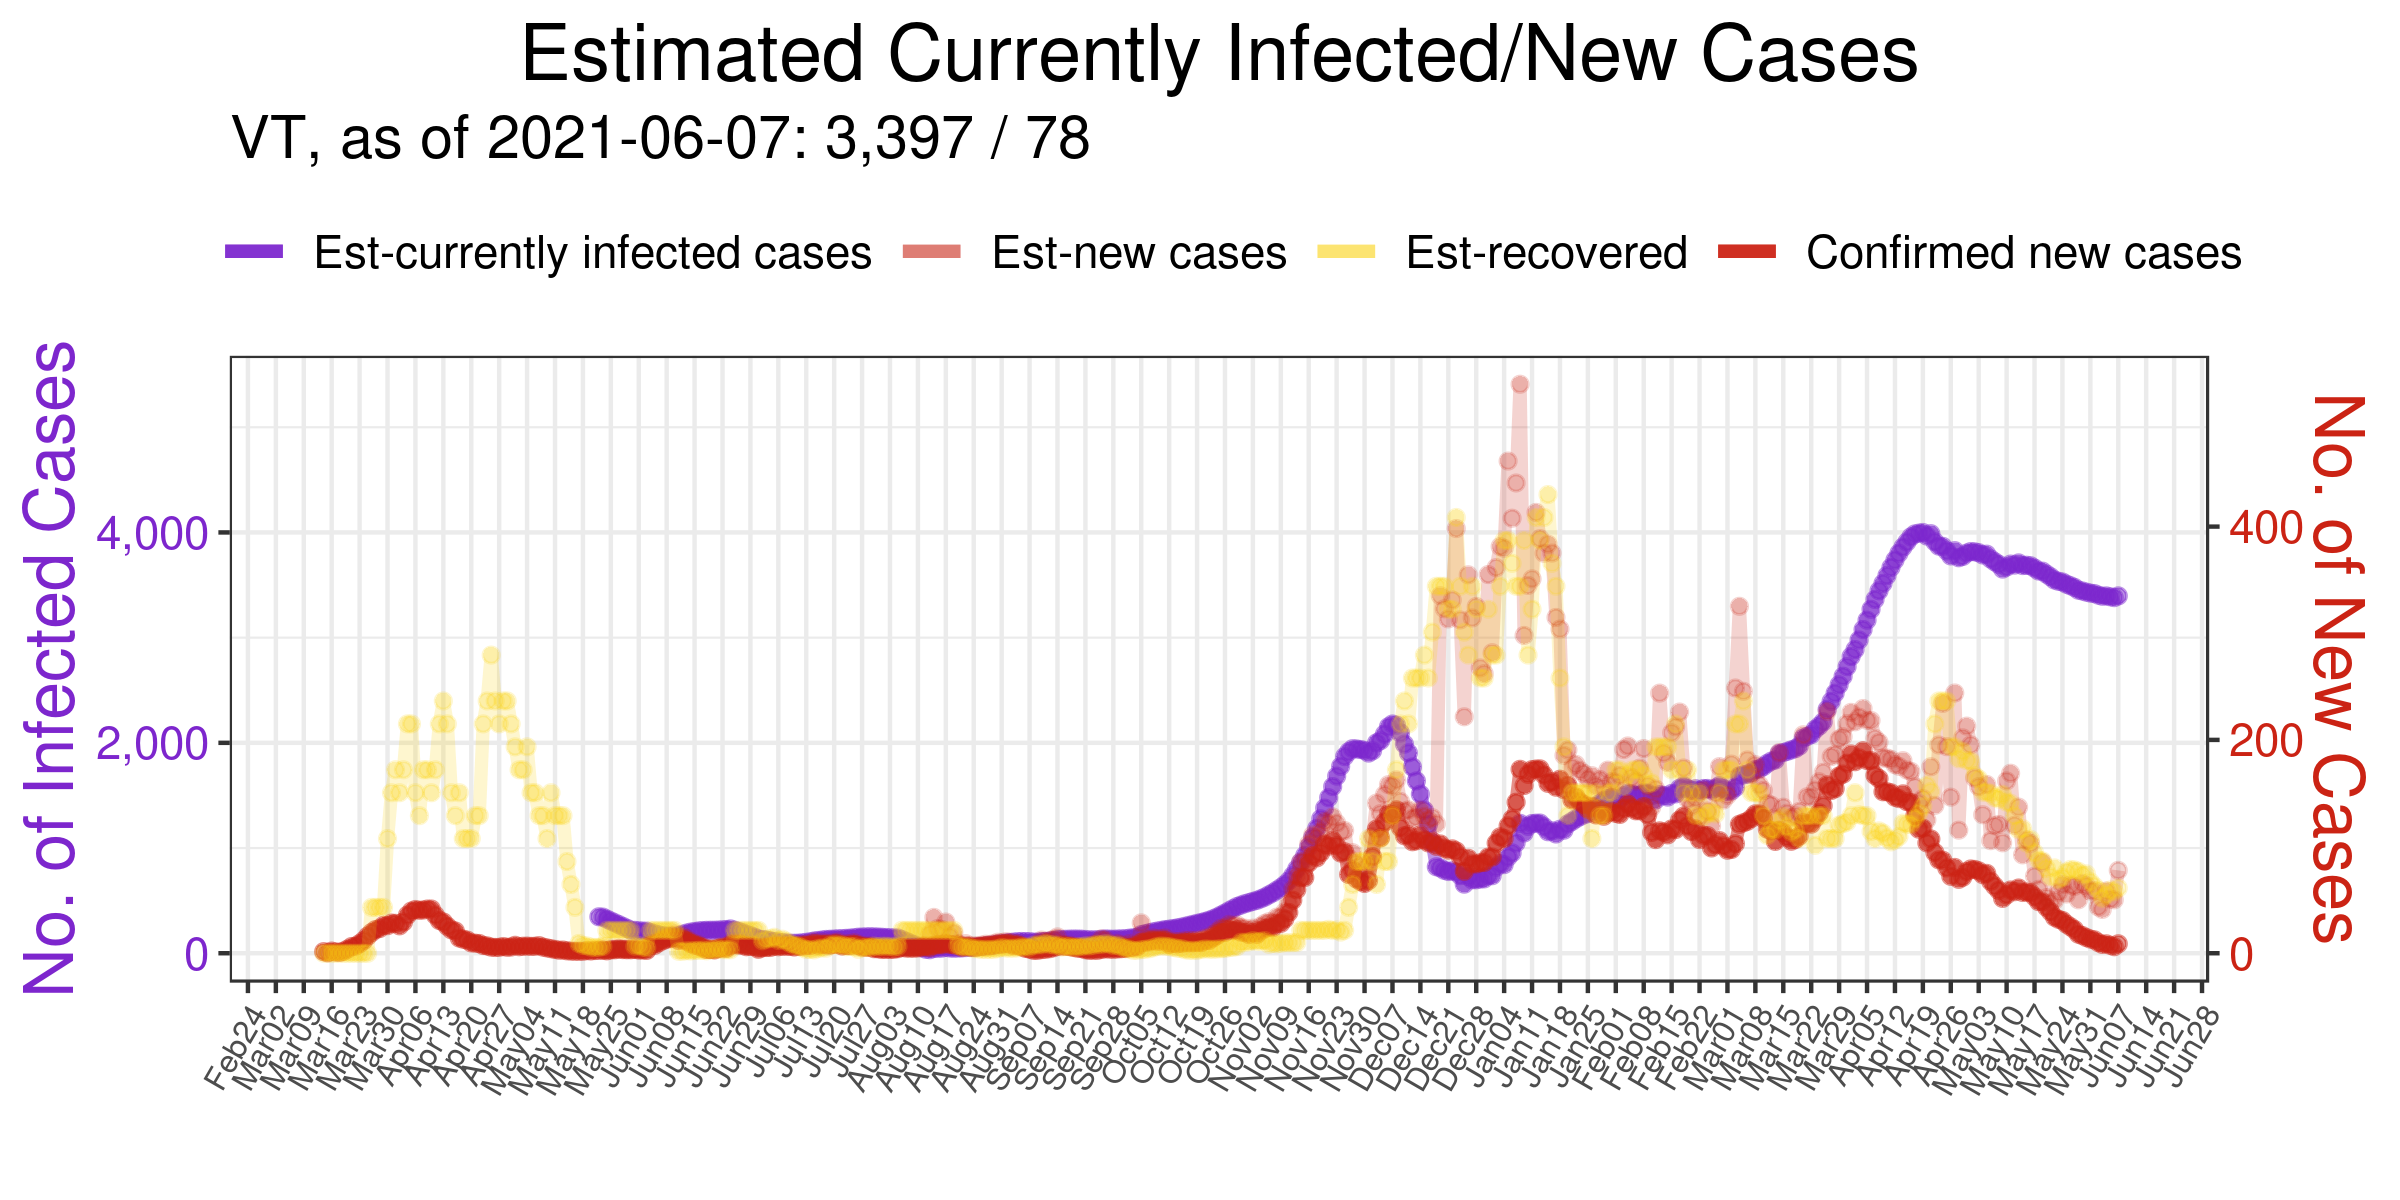 Estimated Currently Infected/New Cases
VT, as of 2021-06-07: 3,397 / 78
Est-currently infected cases Est-new cases Est-recovered Confirmed new cases
No. of Infected Cases
4,000
2,000
0
No. of New Cases
400
200
0
Feb24 Mar02 Mar09 Mar16 Mar23 Mar30 Apr06 Apr13 Apr20 Apr27 May04 May11 May18 May25 Jun01 Jun08 Jun15 Jun22 Jun29 Jul06 Jul13 Jul20 Jul27 Aug03 Aug10 Aug17 Aug24 Aug31 Sep07 Sep14 Sep21 Sep28 Oct05 Oct12 Oct19 Oct26 Nov02 Nov09 Nov16 Nov23 Nov30 Dec07 Dec14 Dec21 Dec28 Jan04 Jan11 Jan18 Jan25 Feb01 Feb08 Feb15 Feb22 Mar01 Mar08 Mar15 Mar22 Mar29 Apr05 Apr12 Apr19 Apr26 May03 May10 May17 May24 May31 Jun07 Jun14 Jun21 Jun28